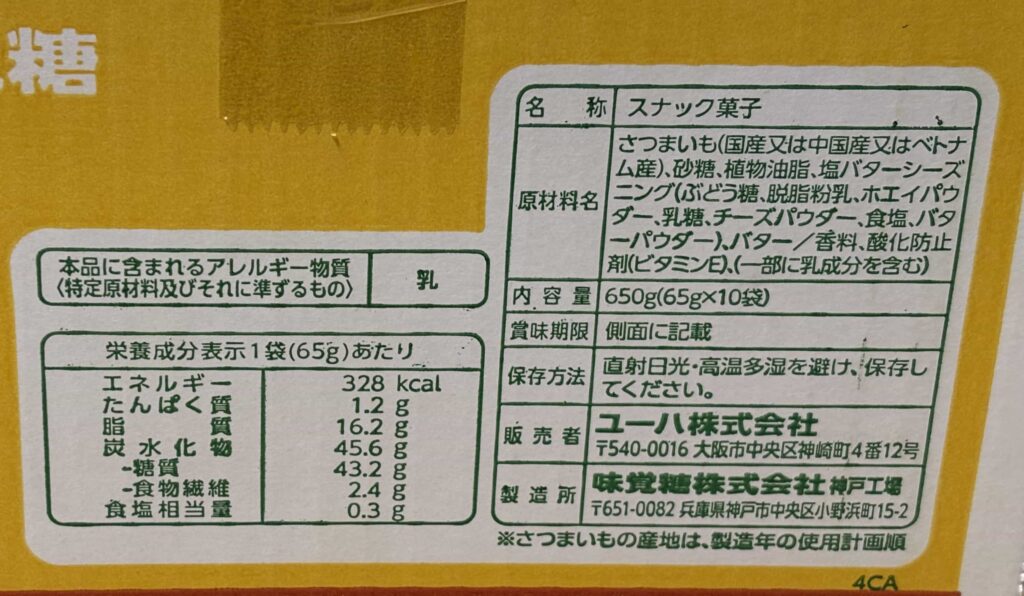 糖
名 称 スナック菓子
原材料名 さつまいも(国産又は中国産又はベトナ
ム産)、砂糖、植物油脂、塩バターシーズ
ニング(ぶどう糖、脱脂粉乳、ホエイパウ
ダー、乳糖、チーズパウダー、食塩、バタ
ーパウダー)、バター/香料、酸化防止
剤(ビタミンE)、(一部に乳成分を含む)
内容量 650g(65g×10袋)
賞味期限 側面に記載
保存方法 直射日光・高温多湿を避け、保存し
てください。
販売者 ユーハ株式会社
〒540-0016 大阪市中央区神崎町4番12号
製造所 味覚糖株式会社 神戸工場
〒651-0082 兵庫県神戸市中央区小野浜町15-2
※さつまいもの産地は、製造年の使用計画順
本品に含まれるアレルギー物質
〈特定原材料及びそれに準ずるもの〉
乳
栄養成分表示1袋(65g)あたり
エネルギー 328 kcal
たんぱく質 1.2 g
脂質 16.2 g
炭水化物 45.6 g
-糖質 43.2 g
-食物繊維 2.4 g
食塩相当量 0.3 g
4CA